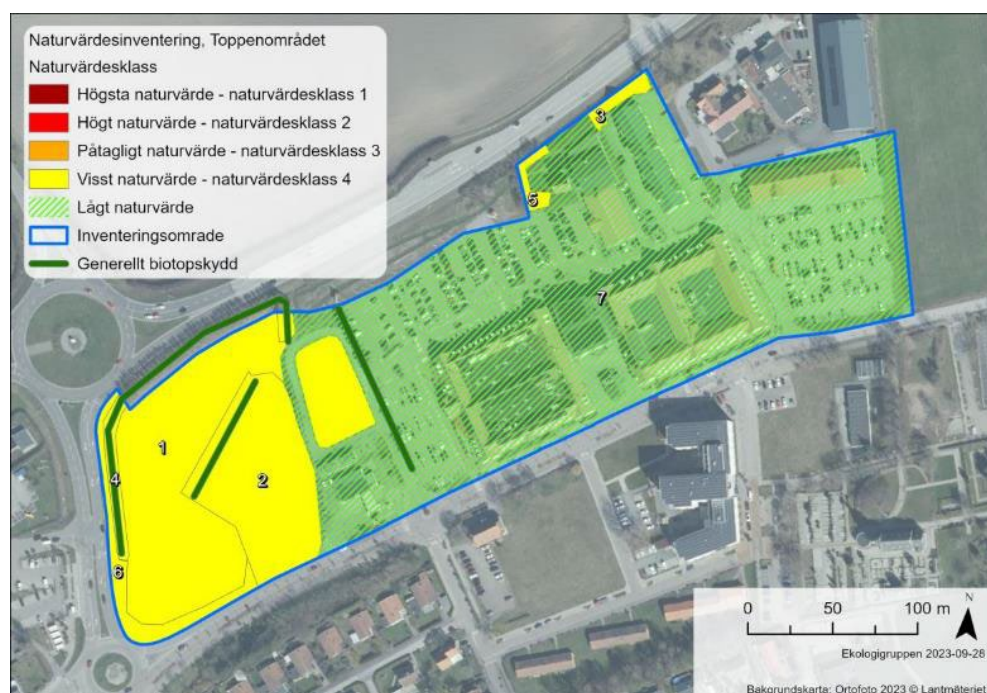 Naturvärdesinventering, Toppenområdet
Naturvärdesklass
Högsta naturvärde - naturvärdesklass 1
Högt naturvärde - naturvärdesklass 2
Påtagligt naturvärde - naturvärdesklass 3
Visst naturvärde - naturvärdesklass 4
Lågt naturvärde
Inventeringsomrade
Generellt biotopskydd
3
5
7
1
2
4
6
0 50 100 m
N
Ekologigruppen 2023-09-28
Bakgrundskarta: Ortofoto 2023 © Lantmäteriet